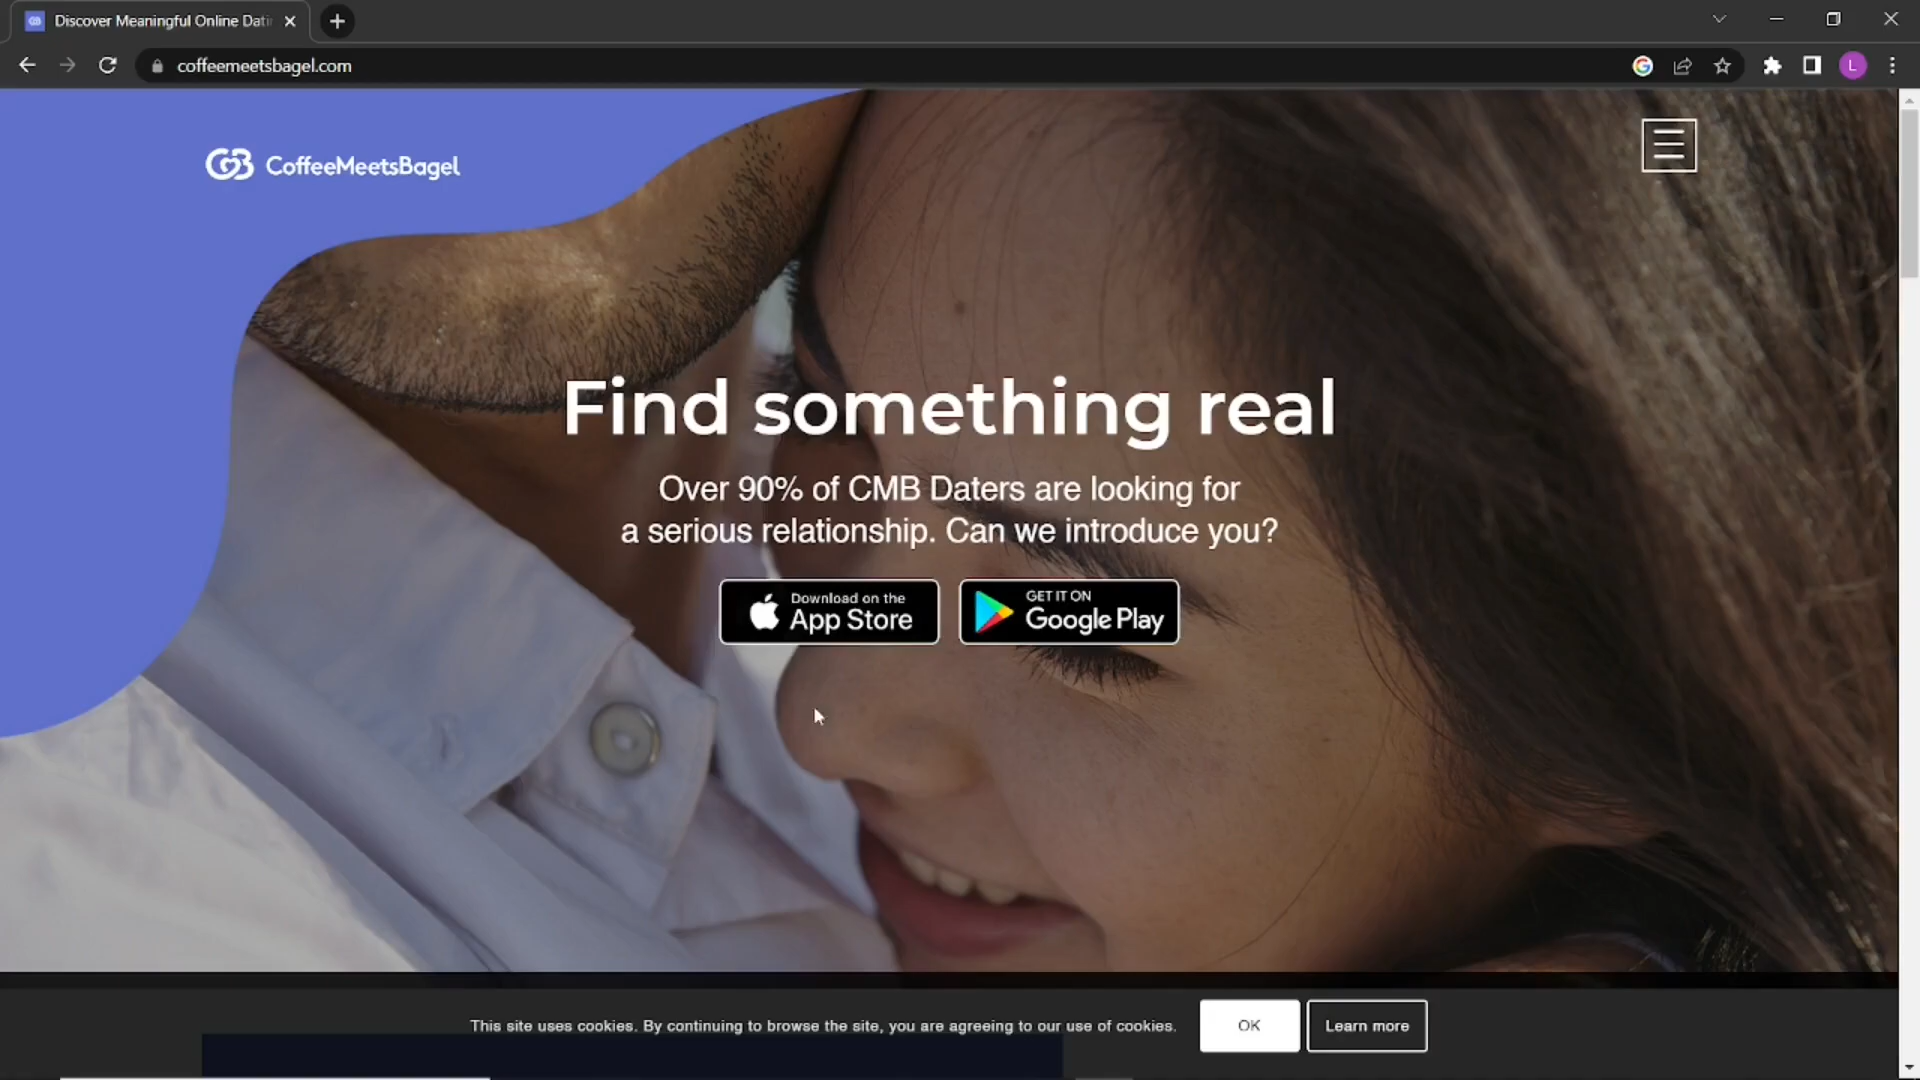 Discover Meaningful Online Dati
coffeemeetsbagel.com
L
CMB CoffeeMeetsBagel
Find something real
Over 90% of CMB Daters are looking for
a serious relationship. Can we introduce you?
Download on the
App Store
GET IT ON
Google Play
This site uses cookies. By continuing to browse the site, you are agreeing to our use of cookies.
OK
Learn more